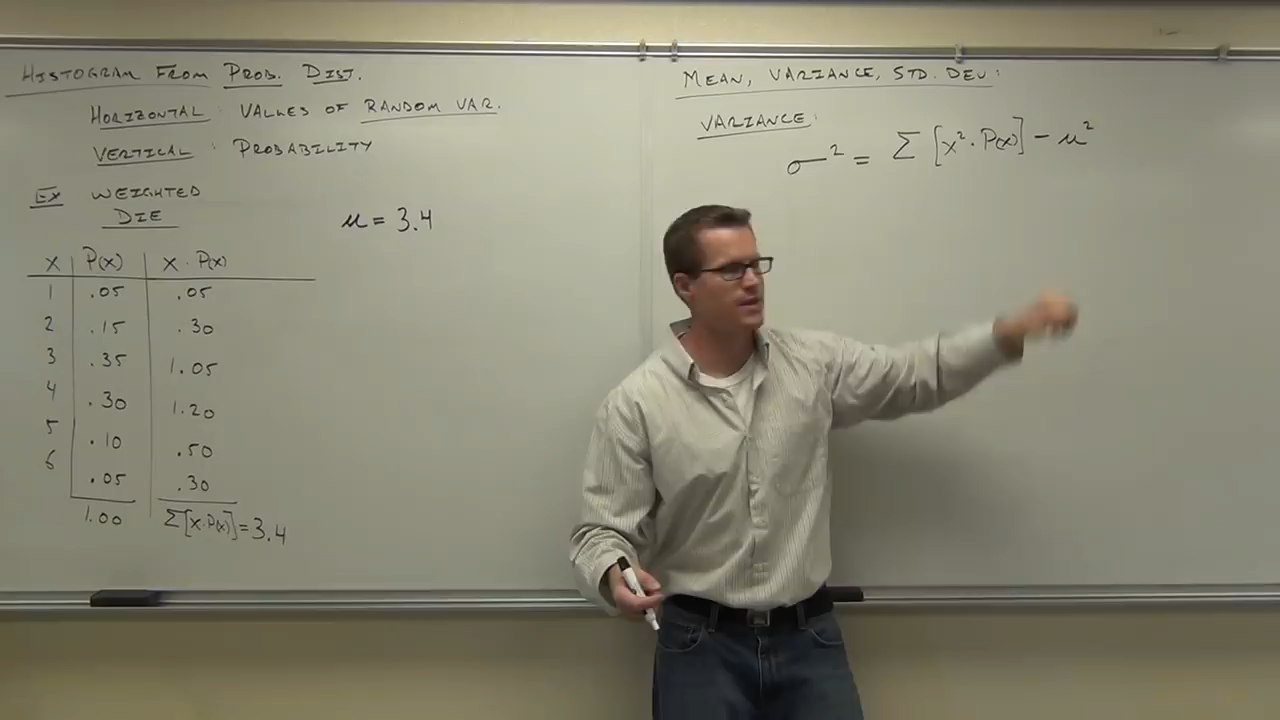 HISTOGRAM FROM PROB. DIST.
HORIZONTAL: VALUES OF RANDOM VAR.
VERTICAL: PROBABILITY
EX WEIGHTED
DIE
μ = 3.4
X P(x) X · P(x)
1 .05 .05
2 .15 .30
3 .35 1.05
4 .30 1.20
5 .10 .50
6 .05 .30
1.00 Σ[x·P(x)] = 3.4
MEAN, VARIANCE, STD. DEV:
VARIANCE:
σ² = Σ [x² · P(x)] - μ²